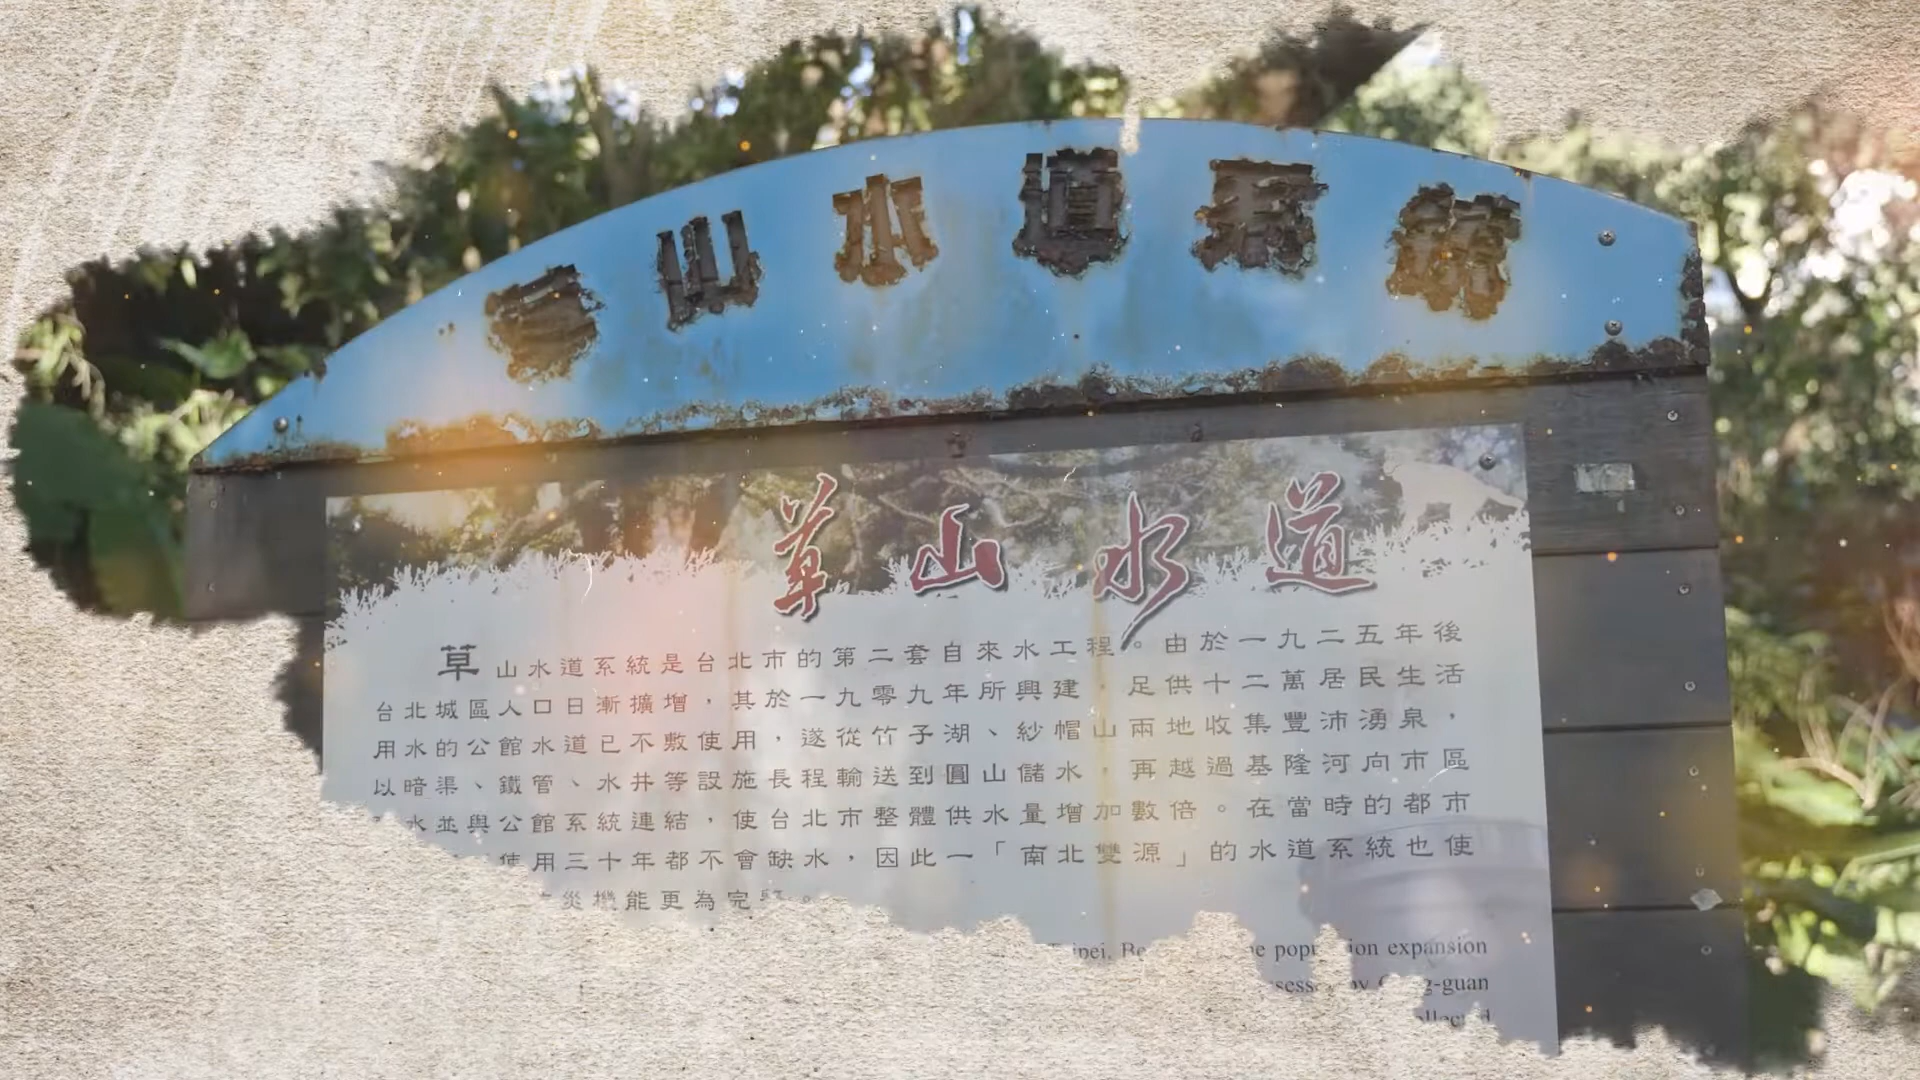 草山水道系統
草山水道
草山水道系統是台北市的第二套自來水工程。由於一九二五年後
台北城區人口日漸擴增，其於一九零九年所興建，足供十二萬居民生活
用水的公館水道已不敷使用，遂從竹子湖、紗帽山兩地收集豐沛湧泉，
以暗渠、鐵管、水井等設施長程輸送到圓山儲水，再越過基隆河向市區
水並與公館系統連結，使台北市整體供水量增加數倍。在當時的都市
使用三十年都不會缺水，因此一「南北雙源」的水道系統也使
災機能更為完
expansion
by
-guan